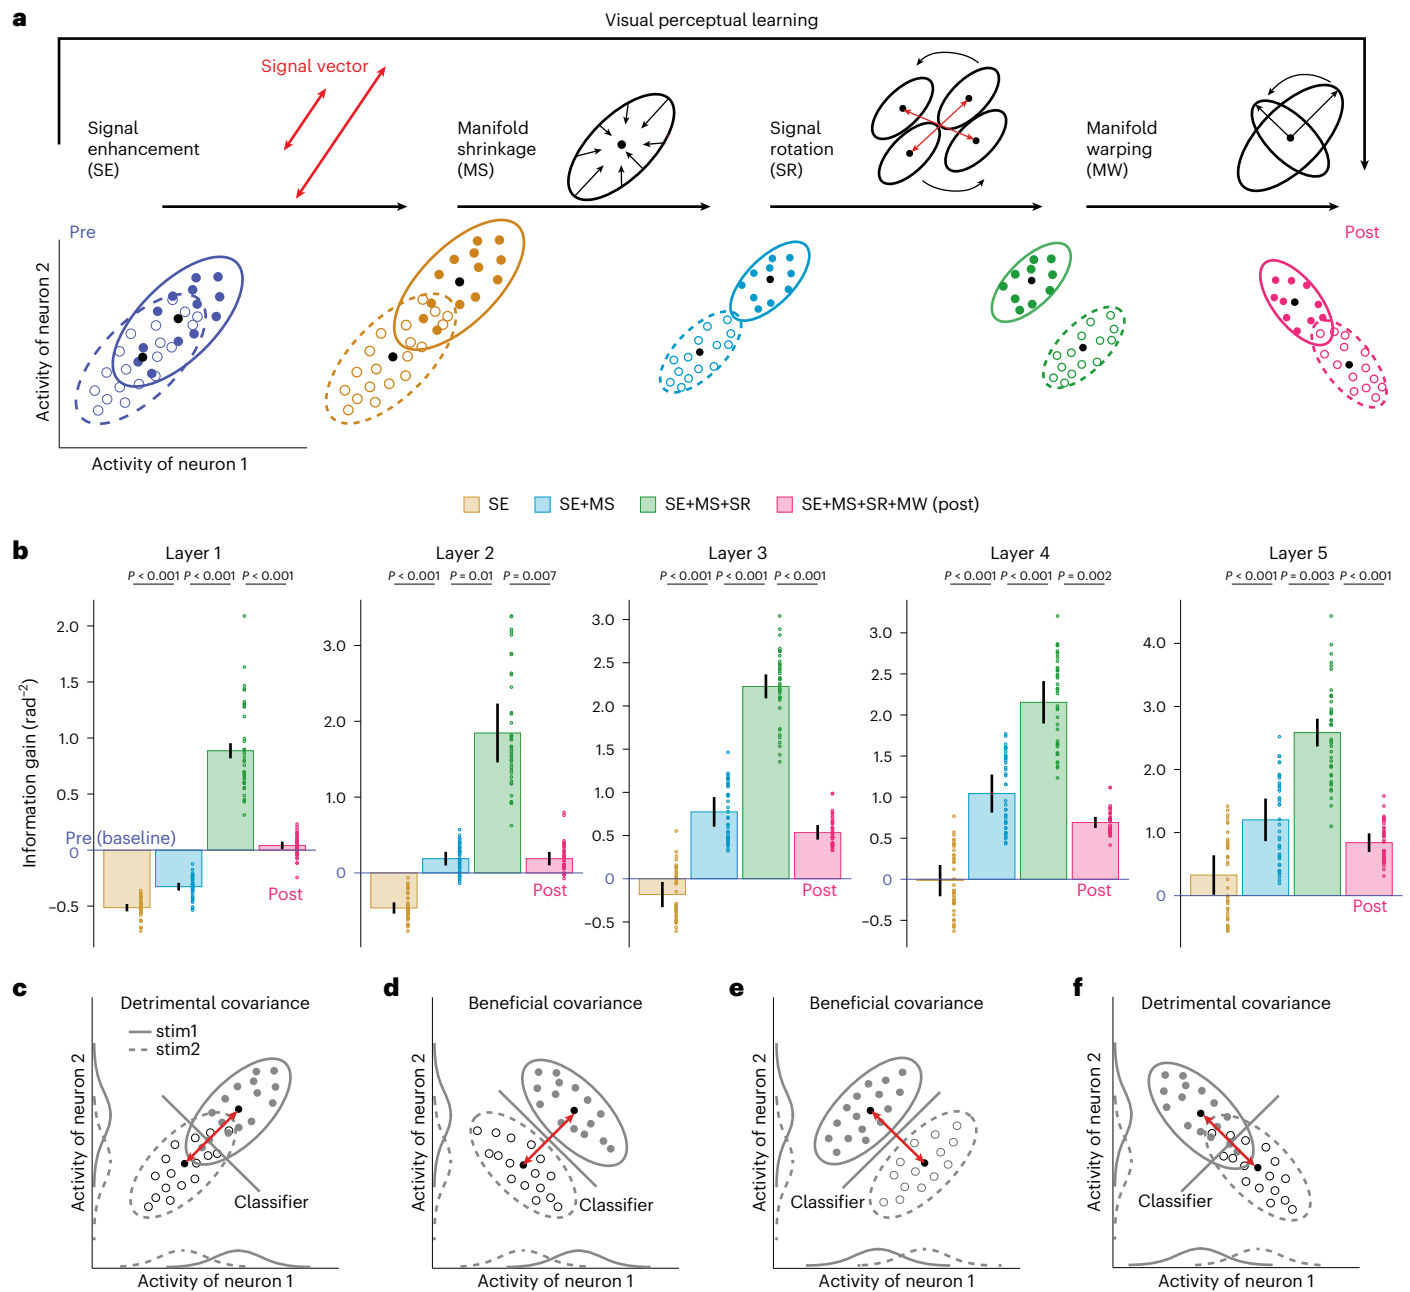 a
Visual perceptual learning
Signal vector
Signal
enhancement
(SE)
Manifold
shrinkage
(MS)
Signal
rotation
(SR)
Manifold
warping
(MW)
Pre
Post
Activity of neuron 2
Activity of neuron 1
SE
SE+MS
SE+MS+SR
SE+MS+SR+MW (post)
b
Layer 1
P < 0.001 P < 0.001 P < 0.001
Information gain (rad⁻²)
2.0
1.5
1.0
0.5
Pre (baseline)
0
−0.5
Post
Layer 2
P < 0.001 P = 0.01 P = 0.007
3.0
2.0
1.0
0
Post
Layer 3
P < 0.001 P < 0.001 P < 0.001
3.0
2.5
2.0
1.5
1.0
0.5
0
−0.5
Post
Layer 4
P < 0.001 P < 0.001 P = 0.002
3.0
2.5
2.0
1.5
1.0
0.5
0
−0.5
Post
Layer 5
P < 0.001 P = 0.003 P < 0.001
4.0
3.0
2.0
1.0
0
Post
c
Detrimental covariance
stim1
stim2
Activity of neuron 2
Classifier
Activity of neuron 1
d
Beneficial covariance
Activity of neuron 2
Classifier
Activity of neuron 1
e
Beneficial covariance
Activity of neuron 2
Classifier
Activity of neuron 1
f
Detrimental covariance
Activity of neuron 2
Classifier
Activity of neuron 1